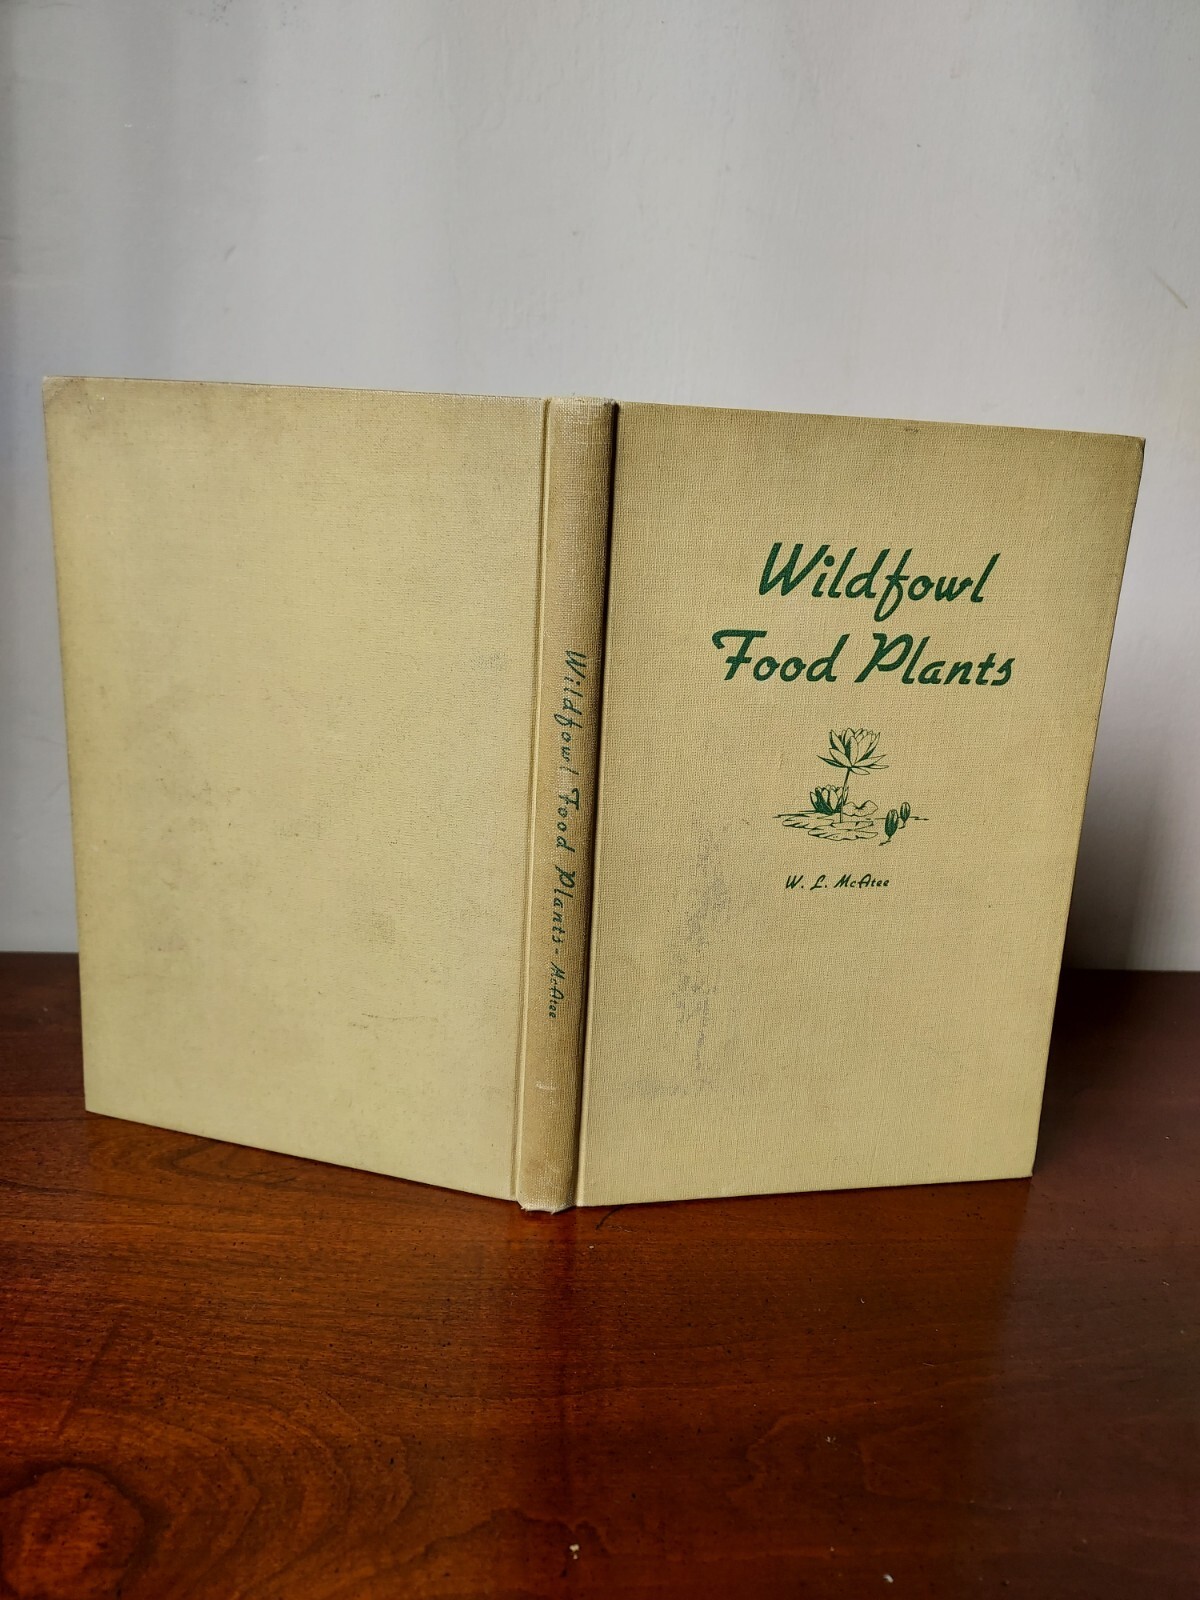 Wildfowl Food Plants - McAtee
Wildfowl
Food Plants
W. L. McAtee